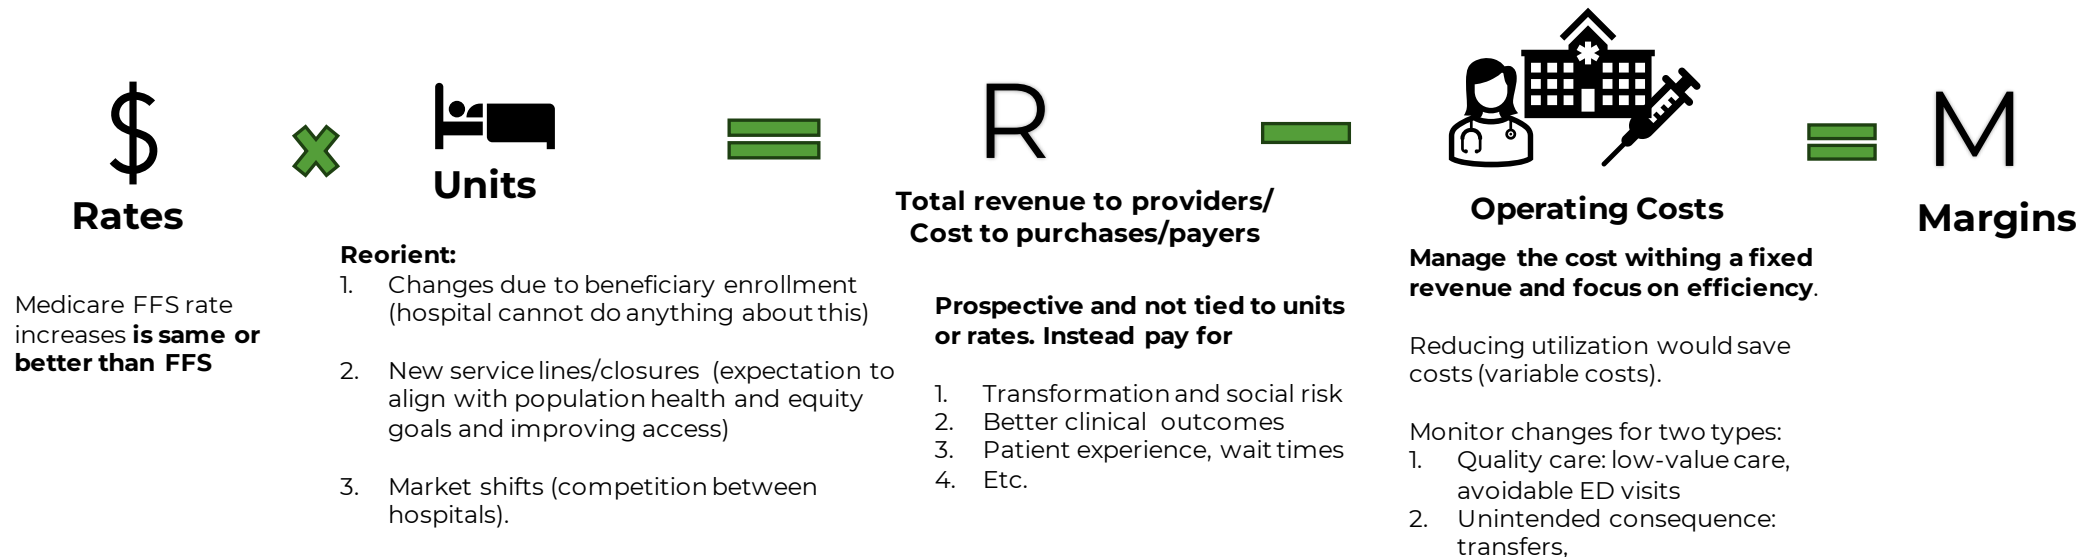 $
Rates
Medicare FFS rate
increases is same or
better than FFS
Units
Reorient:
1. Changes due to beneficiary enrollment
(hospital cannot do anything about this)
2. New service lines/closures (expectation to
align with population health and equity
goals and improving access)
3. Market shifts (competition between
hospitals).
R
Total revenue to providers/
Cost to purchases/payers
Prospective and not tied to units
or rates. Instead pay for
1. Transformation and social risk
2. Better clinical outcomes
3. Patient experience, wait times
4. Etc.
Operating Costs
Manage the cost withing a fixed
revenue and focus on efficiency.
Reducing utilization would save
costs (variable costs).
Monitor changes for two types:
1. Quality care: low-value care,
avoidable ED visits
2. Unintended consequence:
transfers,
M
Margins